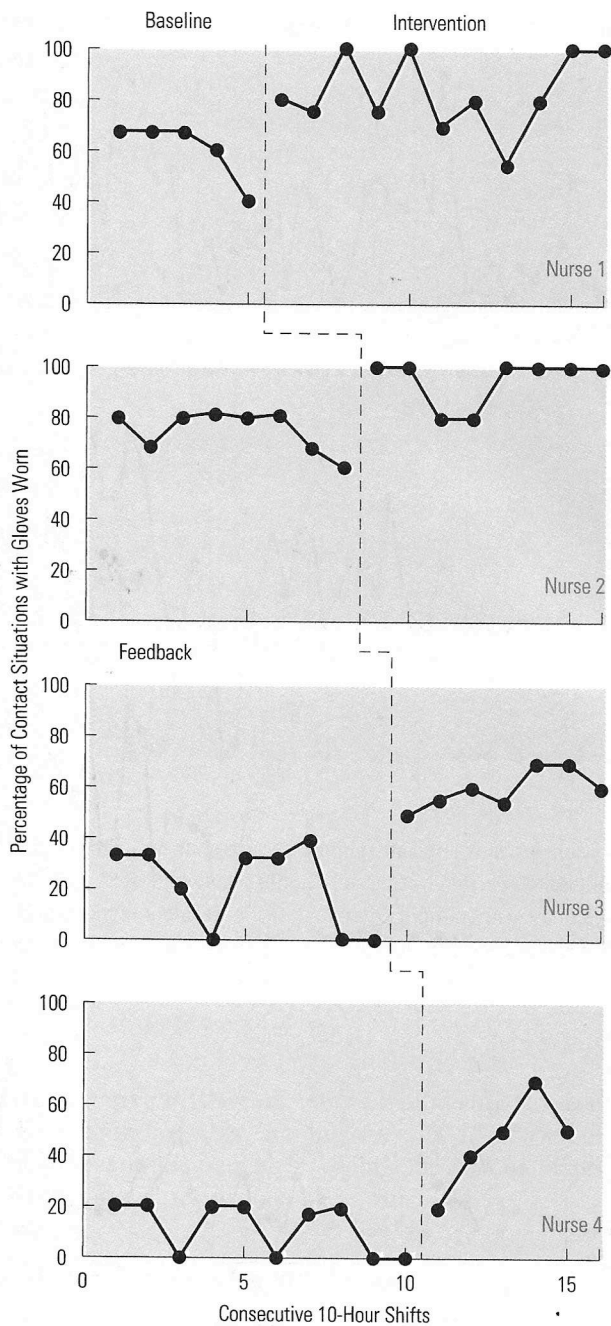 Baseline Intervention
100
80
60
40
20
0
Nurse 1
100
80
60
40
20
0
Nurse 2
Feedback
100
80
60
40
20
0
Nurse 3
100
80
60
40
20
0
Nurse 4
0 5 10 15
Consecutive 10-Hour Shifts
Percentage of Contact Situations with Gloves Worn